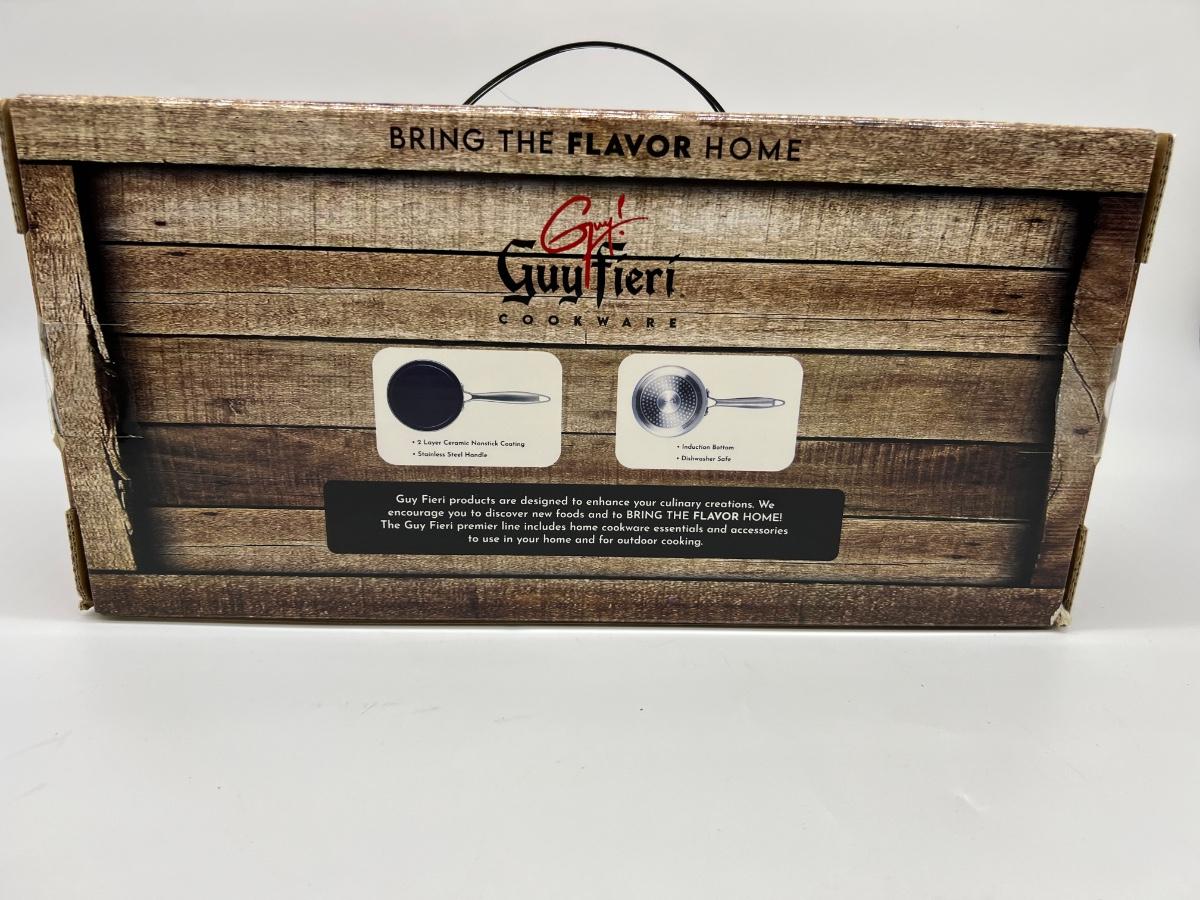 BRING THE FLAVOR HOME
Guy!
Guy Fieri
COOKWARE
• 2 Layer Ceramic Nonstick Coating
• Stainless Steel Handle
• Induction Bottom
• Dishwasher Safe
Guy Fieri products are designed to enhance your culinary creations. We
encourage you to discover new foods and to BRING THE FLAVOR HOME!
The Guy Fieri premier line includes home cookware essentials and accessories
to use in your home and for outdoor cooking.